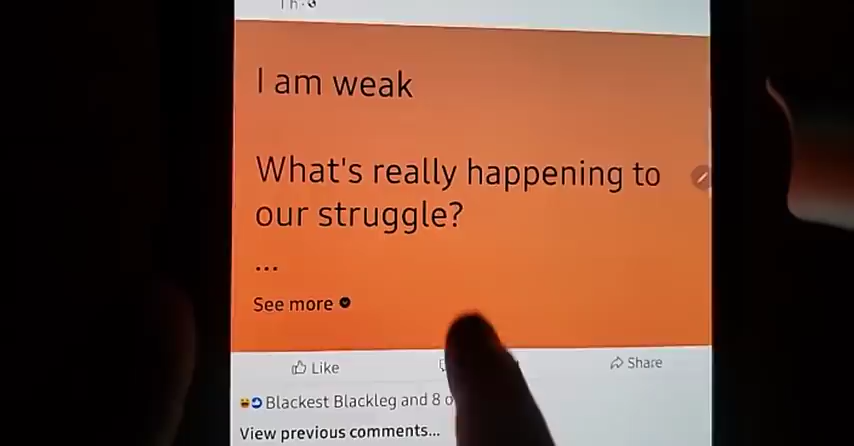 1h
I am weak
What's really happening to
our struggle?
...
See more
Like
Share
Blackest Blackleg and 8 o
View previous comments...